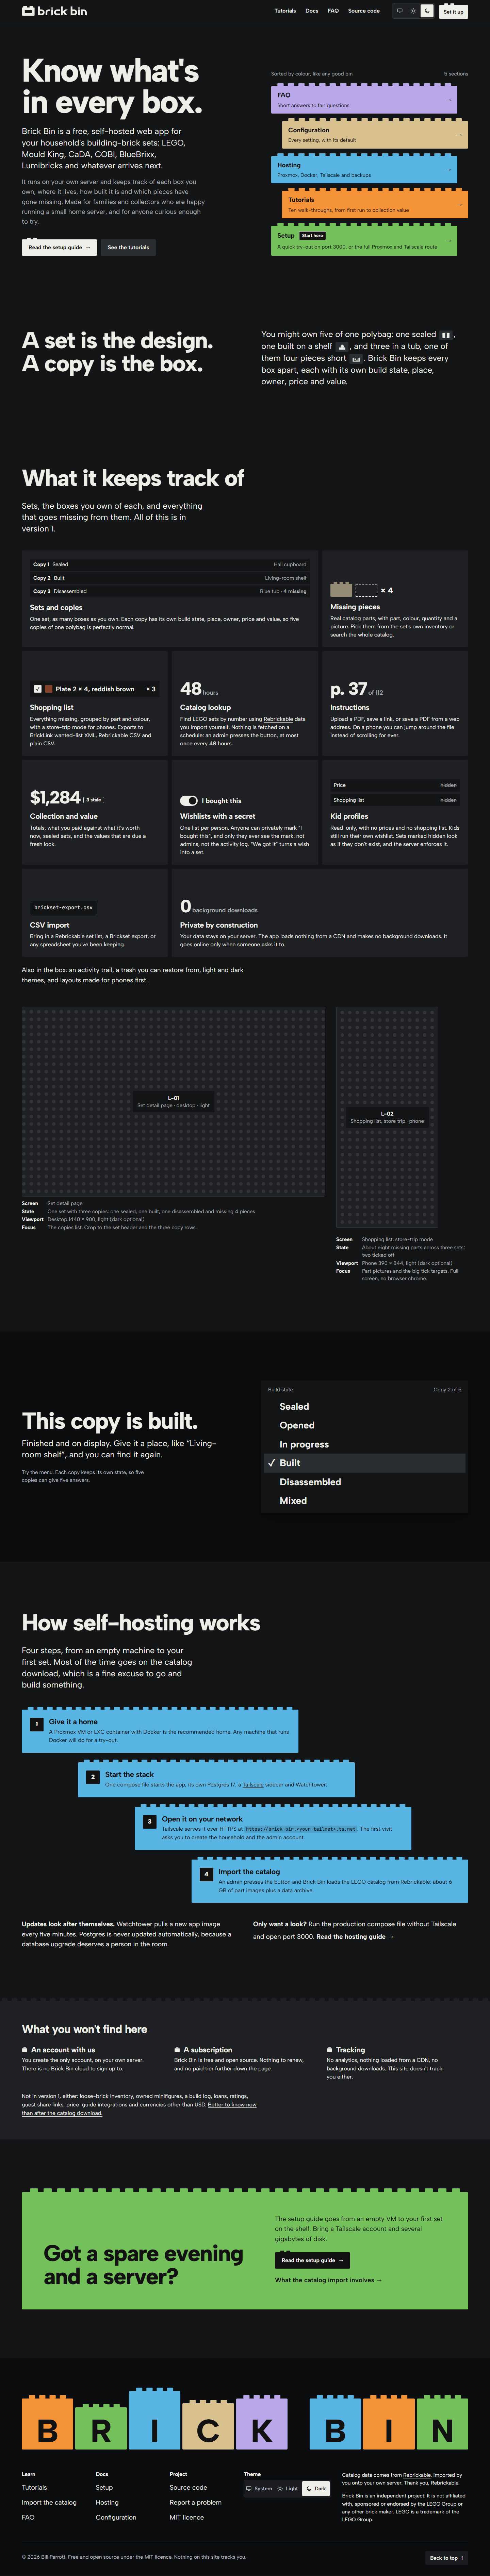 brick bin
Tutorials
Docs
FAQ
Source code
Set it up
Know what's
in every box.
Brick Bin is a free, self-hosted web app for
your household's building-brick sets: LEGO,
Mould King, CaDA, COBI, BlueBrixx,
Lumibricks and whatever arrives next.
It runs on your own server and keeps track of each box you
own, where it lives, how built it is and which pieces have
gone missing. Made for families and collectors who are happy
running a small home server, and for anyone curious enough
to try.
Read the setup guide →
See the tutorials
Sorted by colour, like any good bin
5 sections
FAQ
Short answers to fair questions
→
Configuration
Every setting, with its default
→
Hosting
Proxmox, Docker, Tailscale and backups
→
Tutorials
Ten walk-throughs, from first run to collection value
→
Setup
Start here
A quick try-out on port 3000, or the full Proxmox and Tailscale route
→
A set is the design.
A copy is the box.
You might own five of one polybag: one sealed ,
one built on a shelf , and three in a tub, one of
them four pieces short . Brick Bin keeps every
box apart, each with its own build state, place,
owner, price and value.
What it keeps track of
Sets, the boxes you own of each, and everything
that goes missing from them. All of this is in
version 1.
Copy 1 Sealed
Hall cupboard
Copy 2 Built
Living-room shelf
Copy 3 Disassembled
Blue tub · 4 missing
Sets and copies
One set, as many boxes as you own. Each copy has its own build state, place, owner, price and value, so five
copies of one polybag is perfectly normal.
× 4
Missing pieces
Real catalog parts, with part, colour, quantity and a
picture. Pick them from the set's own inventory or
search the whole catalog.
Plate 2 × 4, reddish brown
× 3
Shopping list
Everything missing, grouped by part and colour,
with a store-trip mode for phones. Exports to
BrickLink wanted-list XML, Rebrickable CSV and
plain CSV.
48 hours
Catalog lookup
Find LEGO sets by number using Rebrickable data
you import yourself. Nothing is fetched on a
schedule: an admin presses the button, at most
once every 48 hours.
p. 37 of 112
Instructions
Upload a PDF, save a link, or save a PDF from a web
address. On a phone you can jump around the file
instead of scrolling for ever.
$1,284 3 stale
Collection and value
Totals, what you paid against what it's worth
now, sealed sets, and the values that are due a
fresh look.
I bought this
Wishlists with a secret
One list per person. Anyone can privately mark “I
bought this”, and only they ever see the mark: not
admins, not the activity log. “We got it” turns a wish
into a set.
Price
hidden
Shopping list
hidden
Kid profiles
Read-only, with no prices and no shopping list. Kids
still run their own wishlist. Sets marked hidden look
as if they don't exist, and the server enforces it.
brickset-export.csv
CSV import
Bring in a Rebrickable set list, a Brickset export, or
any spreadsheet you've been keeping.
0 background downloads
Private by construction
Your data stays on your server. The app loads nothing from a CDN and makes no background downloads. It
goes online only when someone asks it to.
Also in the box: an activity trail, a trash you can restore from, light and dark
themes, and layouts made for phones first.
L-01
Set detail page · desktop · light
L-02
Shopping list, store trip · phone
Screen Set detail page
State One set with three copies: one sealed, one built, one disassembled and missing 4 pieces
Viewport Desktop 1440 × 900, light (dark optional)
Focus The copies list. Crop to the set header and the three copy rows.
Screen Shopping list, store-trip mode
State About eight missing parts across three sets;
two ticked off
Viewport Phone 390 × 844, light (dark optional)
Focus Part pictures and the big tick targets. Full
screen, no browser chrome.
This copy is built.
Finished and on display. Give it a place, like “Living-
room shelf”, and you can find it again.
Try the menu. Each copy keeps its own state, so five
copies can give five answers.
Build state
Copy 2 of 5
Sealed
Opened
In progress
✓ Built
Disassembled
Mixed
How self-hosting works
Four steps, from an empty machine to your
first set. Most of the time goes on the catalog
download, which is a fine excuse to go and
build something.
1
Give it a home
A Proxmox VM or LXC container with Docker is the recommended home. Any machine that runs
Docker will do for a try-out.
2
Start the stack
One compose file starts the app, its own Postgres 17, a Tailscale sidecar and Watchtower.
3
Open it on your network
Tailscale serves it over HTTPS at https://brick-bin.<your-tailnet>.ts.net. The first visit
asks you to create the household and the admin account.
4
Import the catalog
An admin presses the button and Brick Bin loads the LEGO catalog from Rebrickable: about 6
GB of part images plus a data archive.
Updates look after themselves. Watchtower pulls a new app image
every five minutes. Postgres is never updated automatically, because a
database upgrade deserves a person in the room.
Only want a look? Run the production compose file without Tailscale
and open port 3000. Read the hosting guide →
What you won't find here
An account with us
You create the only account, on your own server.
There is no Brick Bin cloud to sign up to.
A subscription
Brick Bin is free and open source. Nothing to renew,
and no paid tier further down the page.
Tracking
No analytics, nothing loaded from a CDN, no
background downloads. This site doesn't track
you either.
Not in version 1, either: loose-brick inventory, owned minifigures, a build log, loans, ratings,
guest share links, price-guide integrations and currencies other than USD. Better to know now
than after the catalog download.
Got a spare evening
and a server?
The setup guide goes from an empty VM to your first set
on the shelf. Bring a Tailscale account and several
gigabytes of disk.
Read the setup guide →
What the catalog import involves →
BRICK BIN
Learn
Tutorials
Import the catalog
FAQ
Docs
Setup
Hosting
Configuration
Project
Source code
Report a problem
MIT licence
Theme
System
Light
Dark
Catalog data comes from Rebrickable, imported by
you onto your own server. Thank you, Rebrickable.
Brick Bin is an independent project. It is not affiliated
with, sponsored or endorsed by the LEGO Group or
any other brick maker. LEGO is a trademark of the
LEGO Group.
© 2026 Bill Parrott. Free and open source under the MIT licence. Nothing on this site tracks you.
Back to top ↑